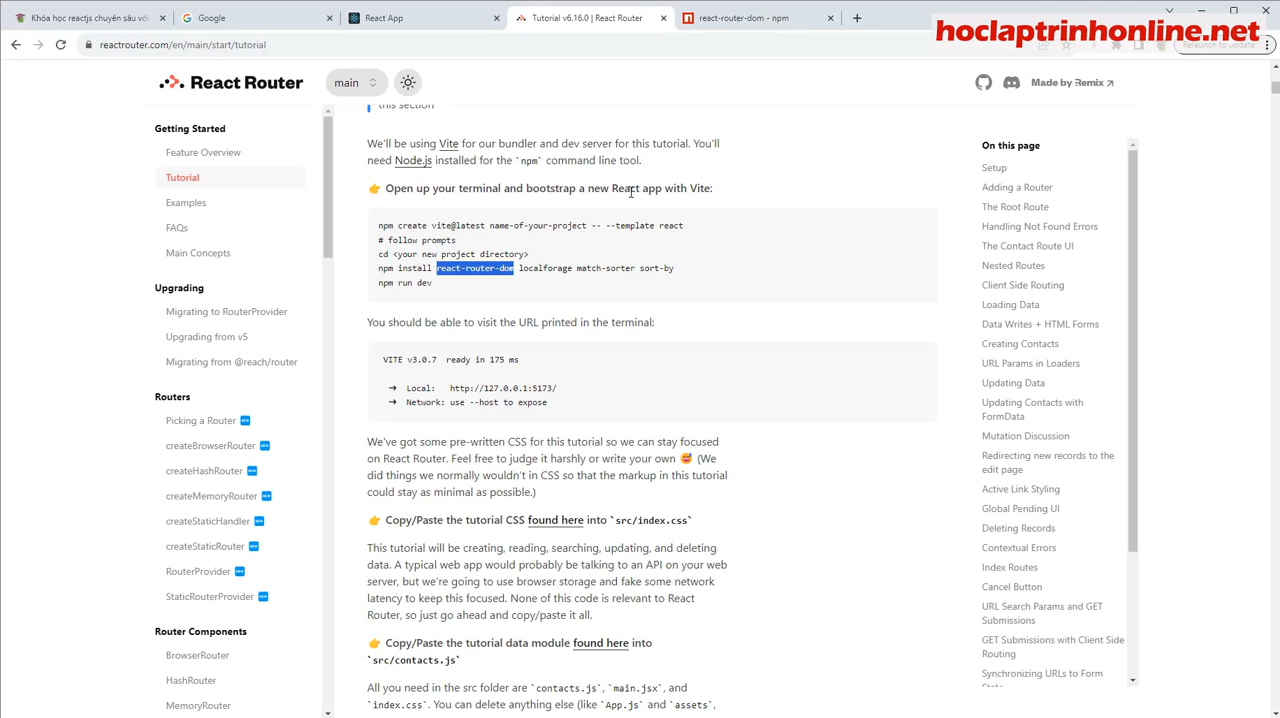 Khóa học reactjs chuyên sâu với
Google
React App
Tutorial v6.16.0 | React Router
react-router-dom - npm
hoclaptrinhonline.net
reactrouter.com/en/main/start/tutorial
Relaunch to update
React Router
main
Made by Remix ↗
Getting Started
Feature Overview
Tutorial
Examples
FAQs
Main Concepts
Upgrading
Migrating to RouterProvider
Upgrading from v5
Migrating from @reach/router
Routers
Picking a Router
createBrowserRouter
createHashRouter
createMemoryRouter
createStaticHandler
createStaticRouter
RouterProvider
StaticRouterProvider
Router Components
BrowserRouter
HashRouter
MemoryRouter
this section
We'll be using Vite for our bundler and dev server for this tutorial. You'll
need Node.js installed for the `npm` command line tool.
👉 Open up your terminal and bootstrap a new React app with Vite:
npm create vite@latest name-of-your-project -- --template react
# follow prompts
cd <your new project directory>
npm install react-router-dom localforage match-sorter sort-by
npm run dev
You should be able to visit the URL printed in the terminal:
VITE v3.0.7 ready in 175 ms
➔ Local: http://127.0.0.1:5173/
➔ Network: use --host to expose
We've got some pre-written CSS for this tutorial so we can stay focused
on React Router. Feel free to judge it harshly or write your own 😅 (We
did things we normally wouldn't in CSS so that the markup in this tutorial
could stay as minimal as possible.)
👉 Copy/Paste the tutorial CSS found here into `src/index.css`
This tutorial will be creating, reading, searching, updating, and deleting
data. A typical web app would probably be talking to an API on your web
server, but we're going to use browser storage and fake some network
latency to keep this focused. None of this code is relevant to React
Router, so just go ahead and copy/paste it all.
👉 Copy/Paste the tutorial data module found here into
`src/contacts.js`
All you need in the src folder are `contacts.js`, `main.jsx`, and
`index.css`. You can delete anything else (like `App.js` and `assets`,
On this page
Setup
Adding a Router
The Root Route
Handling Not Found Errors
The Contact Route UI
Nested Routes
Client Side Routing
Loading Data
Data Writes + HTML Forms
Creating Contacts
URL Params in Loaders
Updating Data
Updating Contacts with
FormData
Mutation Discussion
Redirecting new records to the
edit page
Active Link Styling
Global Pending UI
Deleting Records
Contextual Errors
Index Routes
Cancel Button
URL Search Params and GET
Submissions
GET Submissions with Client Side
Routing
Synchronizing URLs to Form
State